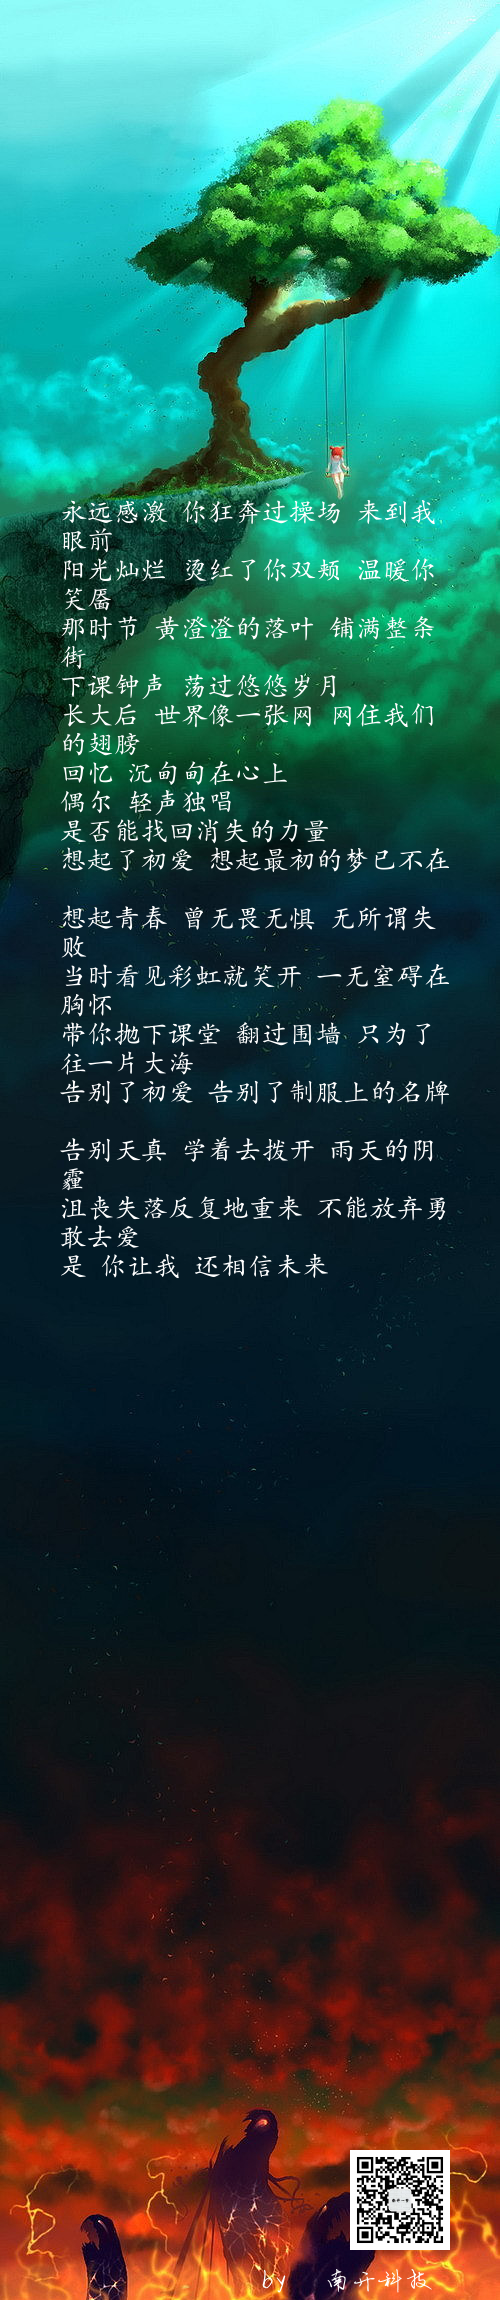 永远感激 你狂奔过操场 来到我
眼前
阳光灿烂 烫红了你双颊 温暖你
笑靥
那时节 黄澄澄的落叶 铺满整条
街
下课钟声 荡过悠悠岁月
长大后 世界像一张网 网住我们
的翅膀
回忆 沉甸甸在心上
偶尔 轻声独唱
是否能找回消失的力量
想起了初爱 想起最初的梦已不在
想起青春 曾无畏无惧 无所谓失
败
当时看见彩虹就笑开 一无窒碍在
胸怀
带你抛下课堂 翻过围墙 只为了
往一片大海
告别了初爱 告别了制服上的名牌
告别天真 学着去拨开 雨天的阴
霾
沮丧失落反复地重来 不能放弃勇
敢去爱
是 你让我 还相信未来
by 南开科技